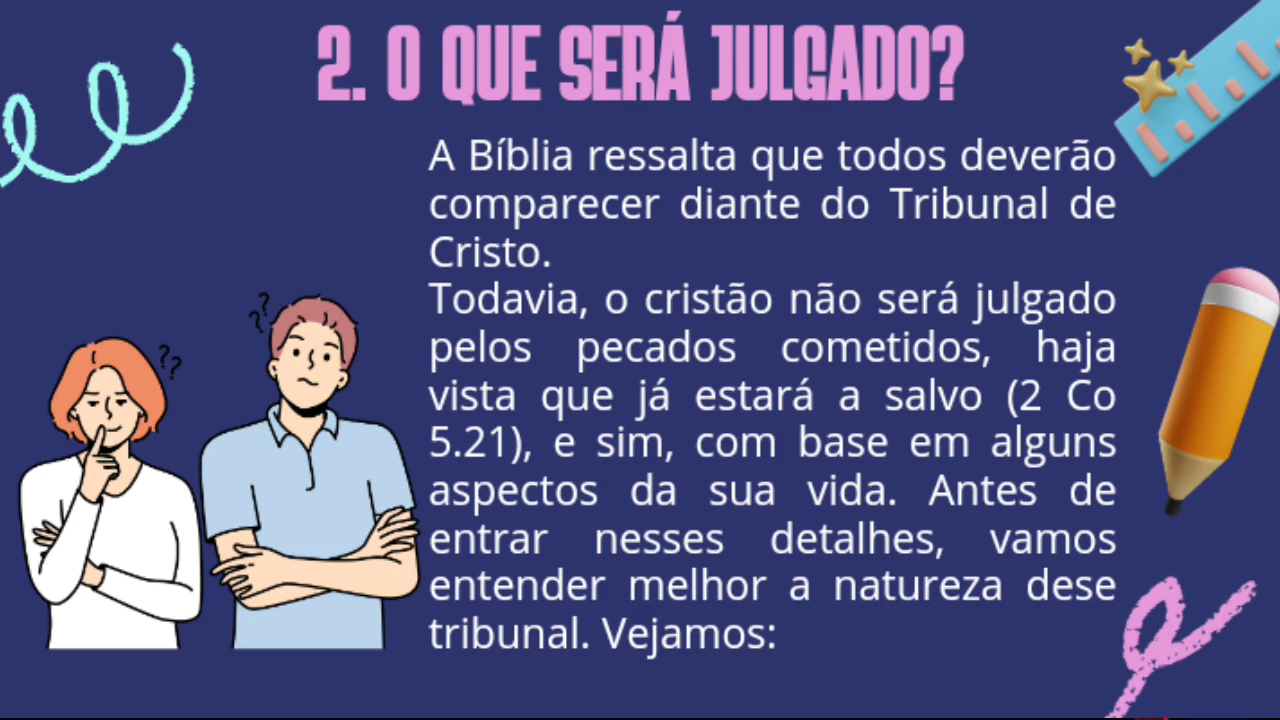 2. O QUE SERÁ JULGADO?
A Bíblia ressalta que todos deverão
comparecer diante do Tribunal de
Cristo.
Todavia, o cristão não será julgado
pelos pecados cometidos, haja
vista que já estará a salvo (2 Co
5.21), e sim, com base em alguns
aspectos da sua vida. Antes de
entrar nesses detalhes, vamos
entender melhor a natureza dese
tribunal. Vejamos: